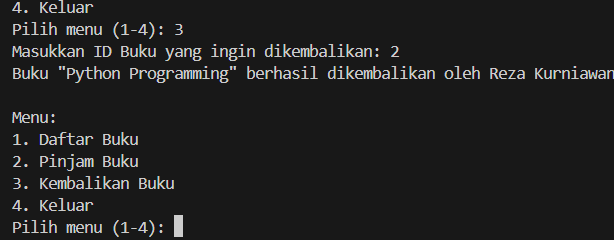 4. Keluar
Pilih menu (1-4): 3
Masukkan ID Buku yang ingin dikembalikan: 2
Buku "Python Programming" berhasil dikembalikan oleh Reza Kurniawan
Menu:
1. Daftar Buku
2. Pinjam Buku
3. Kembalikan Buku
4. Keluar
Pilih menu (1-4):